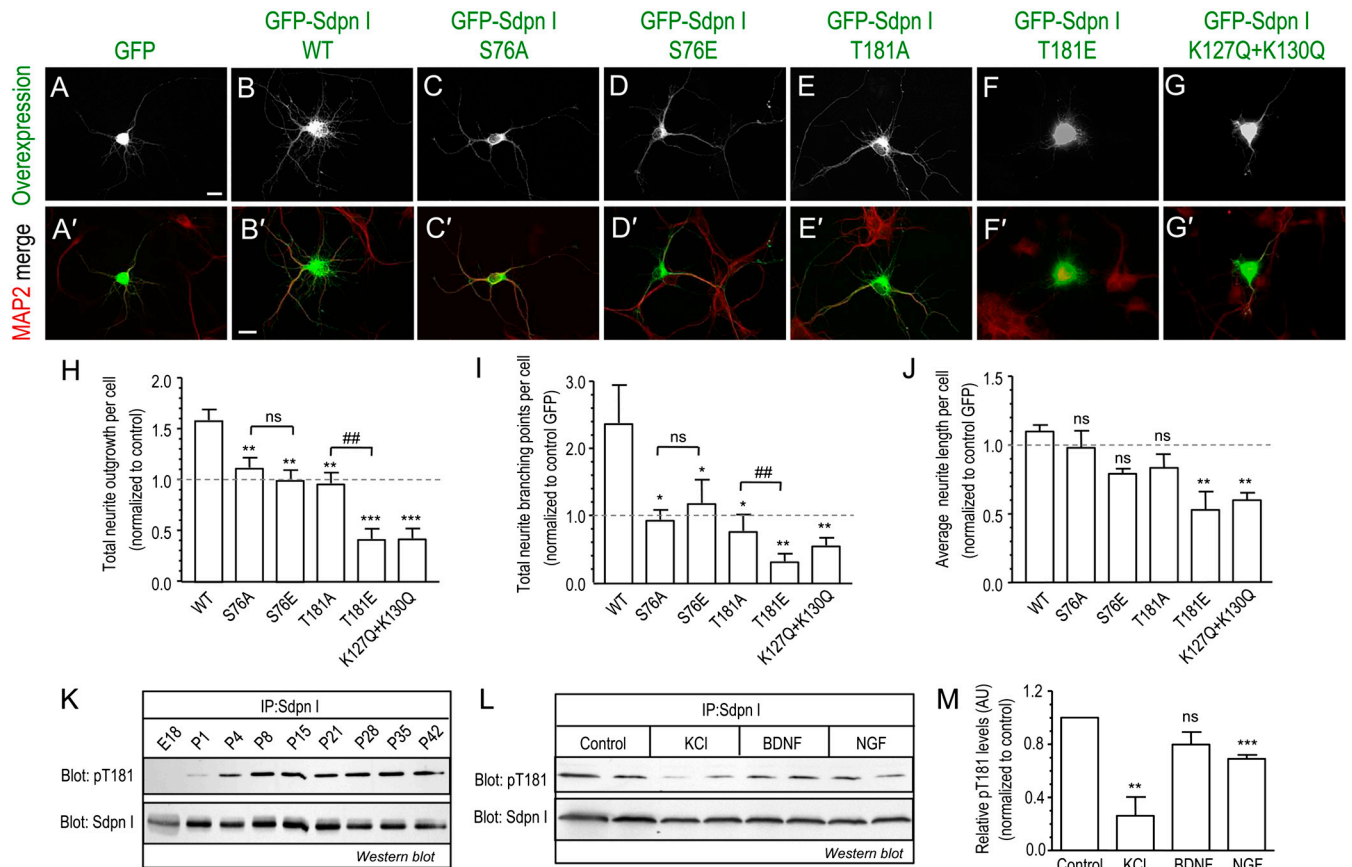 GFP
GFP-Sdpn I
WT
GFP-Sdpn I
S76A
GFP-Sdpn I
S76E
GFP-Sdpn I
T181A
GFP-Sdpn I
T181E
GFP-Sdpn I
K127Q+K130Q
Overexpression
A
B
C
D
E
F
G
MAP2 merge
A′
B′
C′
D′
E′
F′
G′
H
Total neurite outgrowth per cell
(normalized to control)
2.0
1.5
1.0
0.5
0.0
**
ns
**
**
##
***
***
WT
S76A
S76E
T181A
T181E
K127Q+K130Q
I
Total neurite branching points per cell
(normalized to control GFP)
3.0
2.0
1.0
0.0
*
ns
*
*
##
**
**
WT
S76A
S76E
T181A
T181E
K127Q+K130Q
J
Average neurite length per cell
(normalized to control GFP)
1.5
1.0
0.5
0.0
ns
ns
ns
**
**
WT
S76A
S76E
T181A
T181E
K127Q+K130Q
K
IP:Sdpn I
E18 P1 P4 P8 P15 P21 P28 P35 P42
Blot: pT181
Blot: Sdpn I
Western blot
L
IP:Sdpn I
Control KCl BDNF NGF
Blot: pT181
Blot: Sdpn I
Western blot
M
Relative pT181 levels (AU)
(normalized to control)
1.2
0.8
0.4
0.0
**
ns
***
Control KCl BDNF NGF